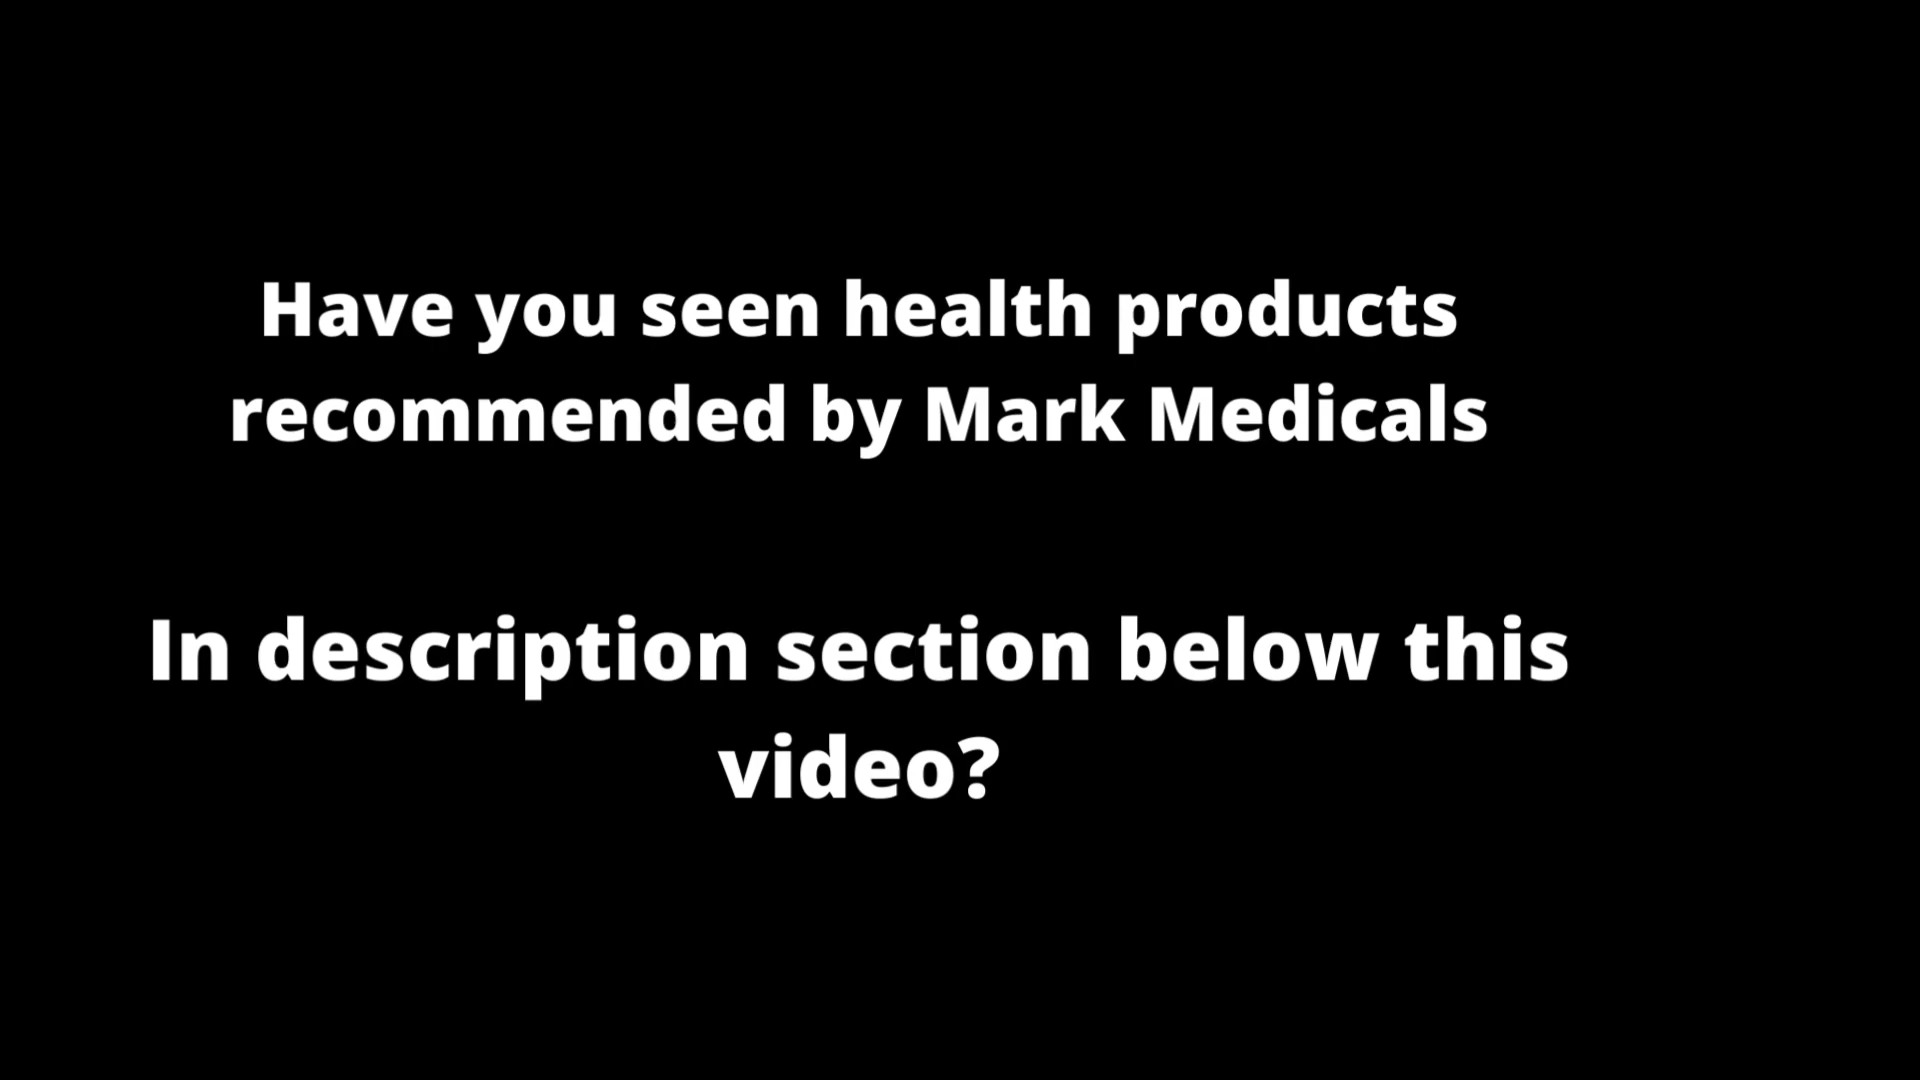 Have you seen health products
recommended by Mark Medicals
In description section below this
video?